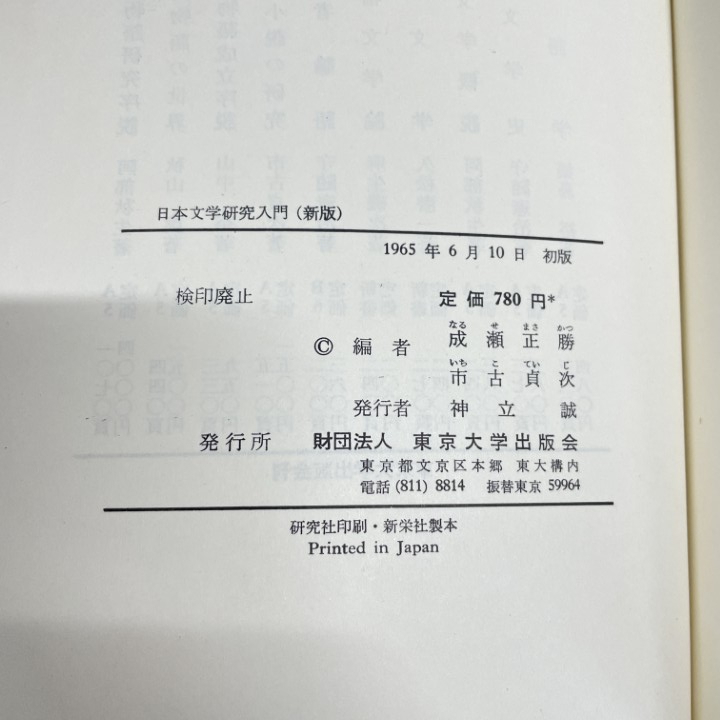 日本文学研究入門（新版）
1965 年 6 月 10 日　初版
検印廃止
定 価 780 円*
なる せ まさ かつ
© 編 者　成 瀬 正 勝
いち こ てい じ
市 古 貞 次
発行者　神 立 誠
発 行 所　財団法人　東京大学出版会
東京都文京区本郷　東大構内
電話 (811) 8814　振替東京 59964
研究社印刷・新栄社製本
Printed in Japan